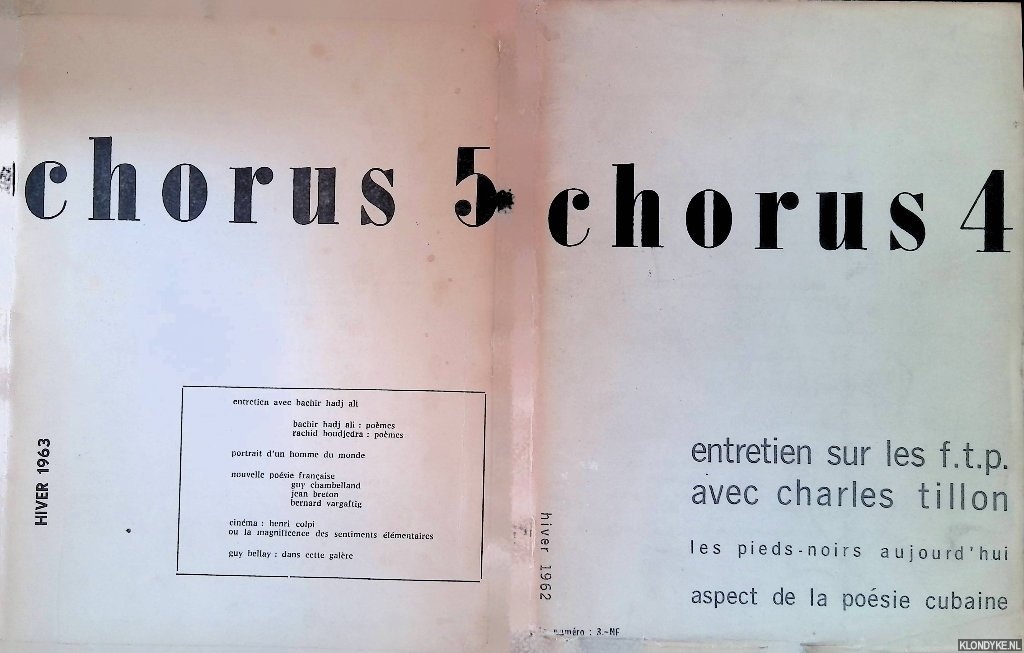 chorus 5
HIVER 1963
entretien avec bachir hadj ali
bachir hadj ali : poèmes
rachid boudjedra : poèmes
portrait d'un homme du monde
nouvelle poésie française
guy chambelland
jean breton
bernard vargaftig
cinéma : henri colpi
ou la magnificence des sentiments élémentaires
guy bellay : dans cette galère
chorus 4
entretien sur les f.t.p.
avec charles tillon
les pieds-noirs aujourd'hui
aspect de la poésie cubaine
hiver 1962
numéro : 3.-NF
KLONDYKE.NL